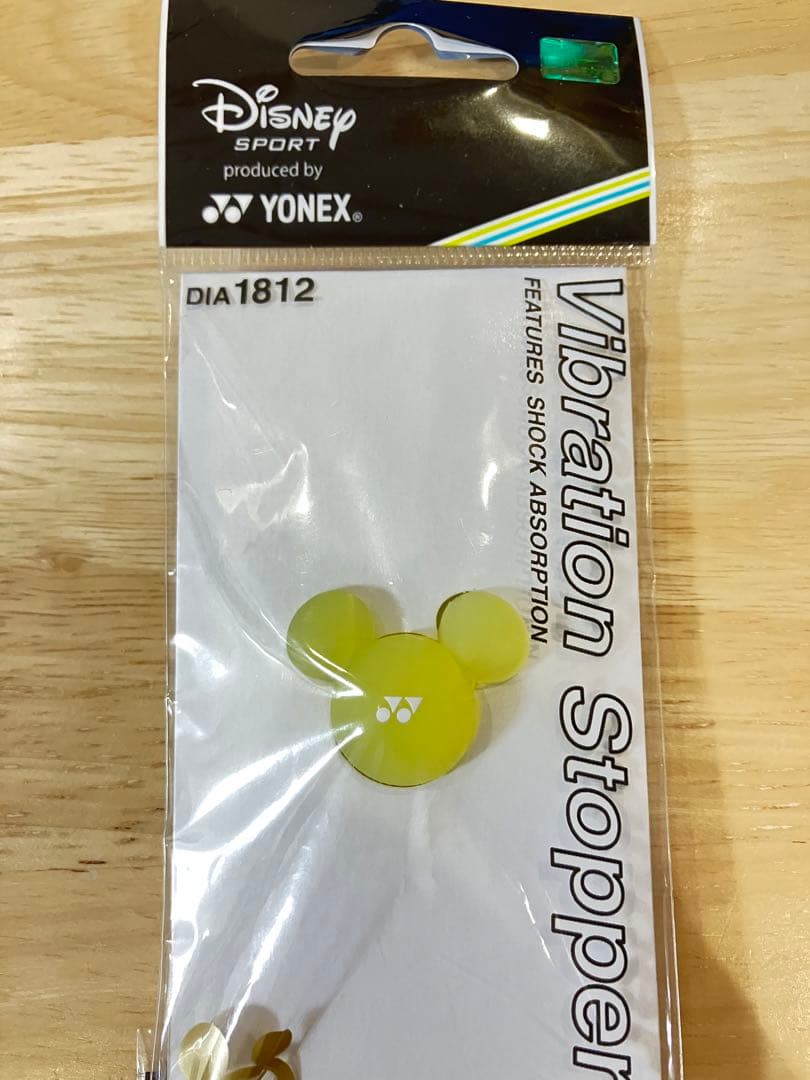 Disney
SPORT
produced by
YONEX®
DIA1812
Vibration Stopper
FEATURES SHOCK ABSORPTION